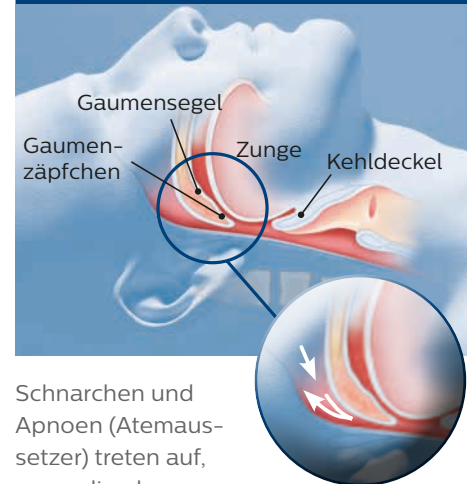 Gaumensegel
Gaumen-
zäpfchen
Zunge
Kehldeckel
Schnarchen und
Apnoen (Atemaus-
setzer) treten auf,